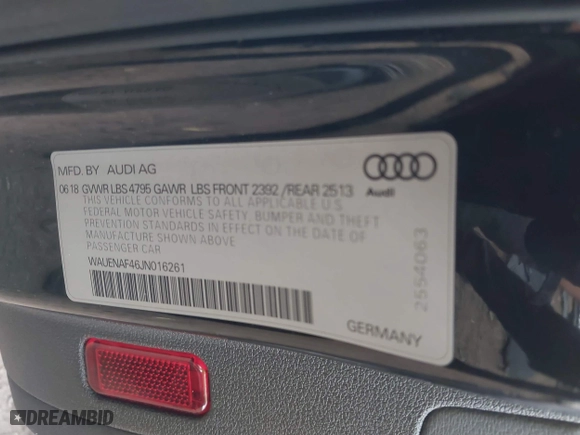 MFD. BY AUDI AG
Audi
06 18 GVWR LBS 4795 GAWR LBS FRONT 2392 /REAR 2513
THIS VEHICLE CONFORMS TO ALL APPLICABLE U.S.
FEDERAL MOTOR VEHICLE SAFETY. BUMPER AND THEFT
PREVENTION STANDARDS IN EFFECT ON THE DATE OF
MANUFACTURE SHOWN ABOVE
PASSENGER CAR
WAUENAF46JN016261
2554063
GERMANY
DREAMBID